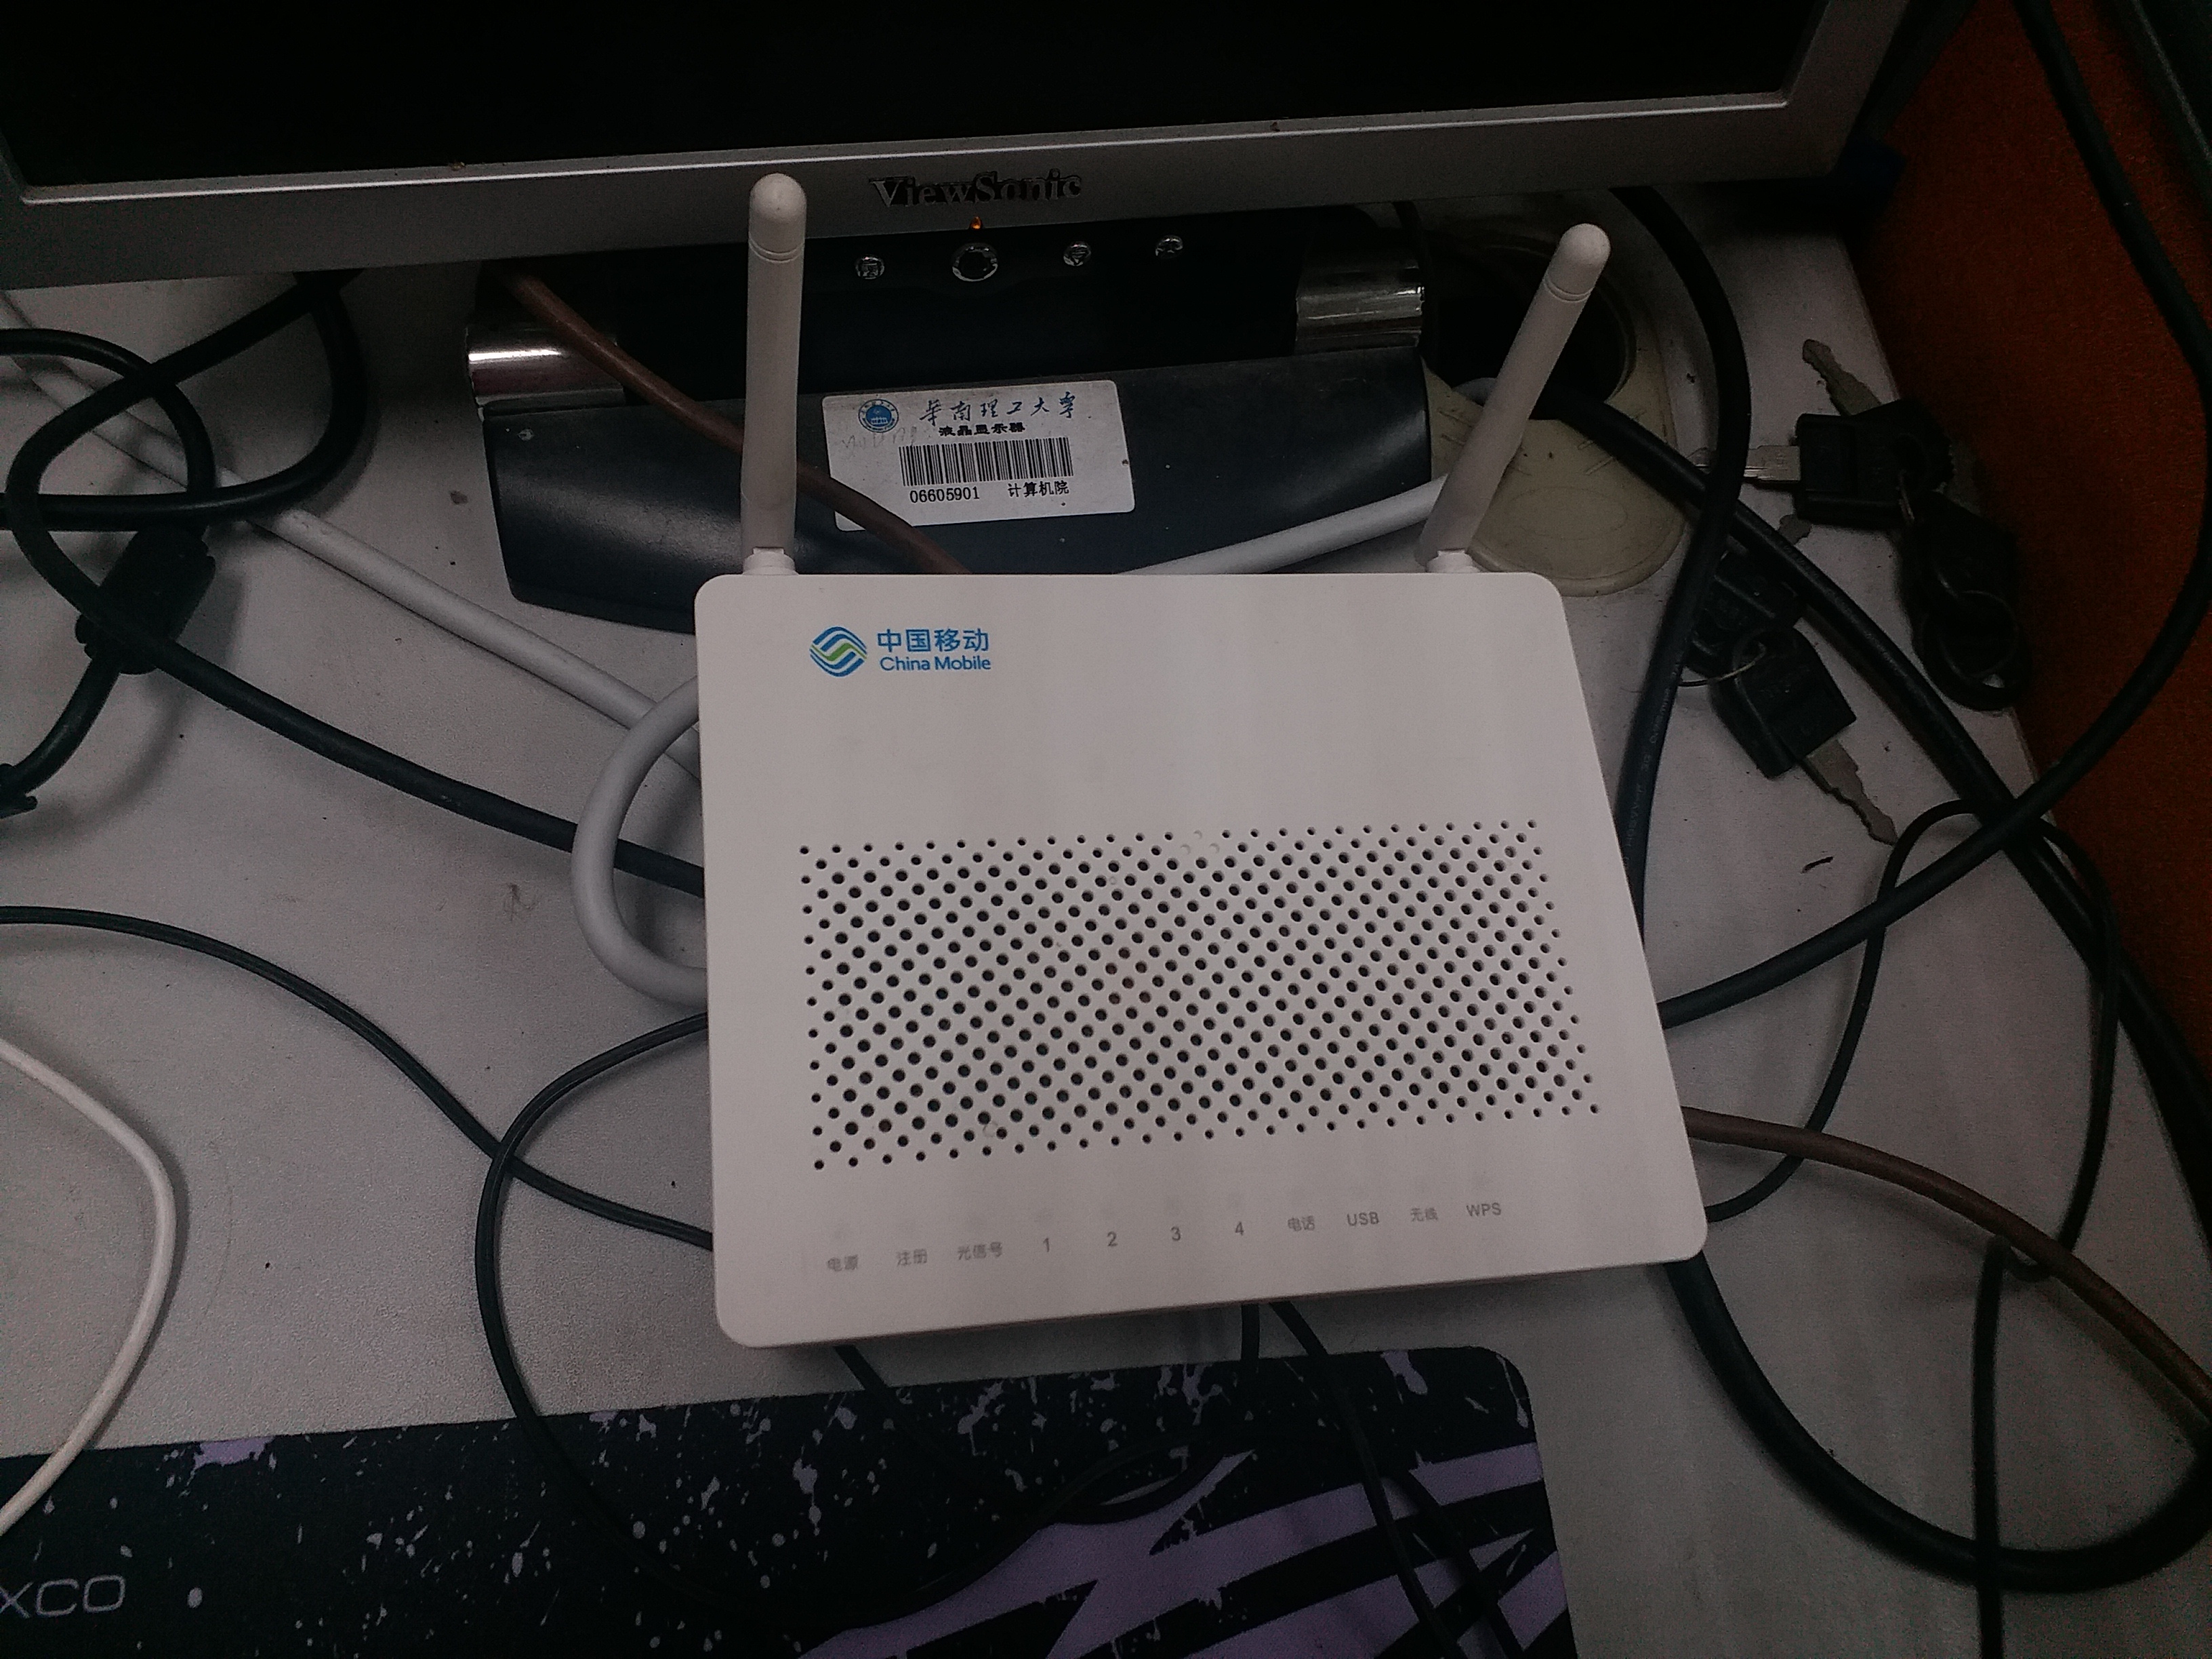 ViewSonic
华南理工大学
液晶显示器
06605901 计算机院
中国移动
China Mobile
电源 注册 光信号 1 2 3 4 电话 USB 无线 WPS
XCO